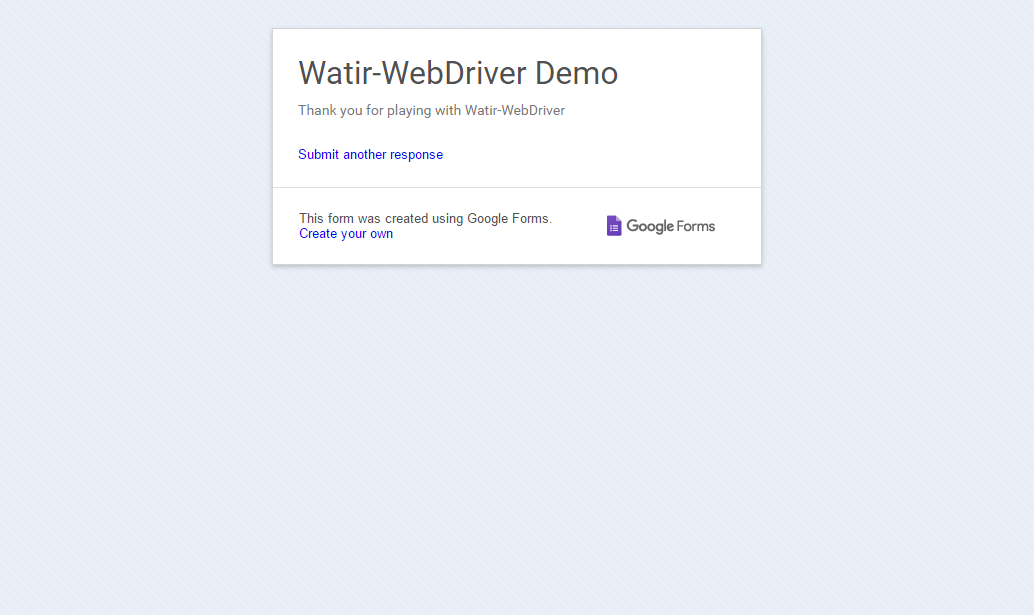 Watir-WebDriver Demo
Thank you for playing with Watir-WebDriver
Submit another response
This form was created using Google Forms.
Create your own
Google Forms